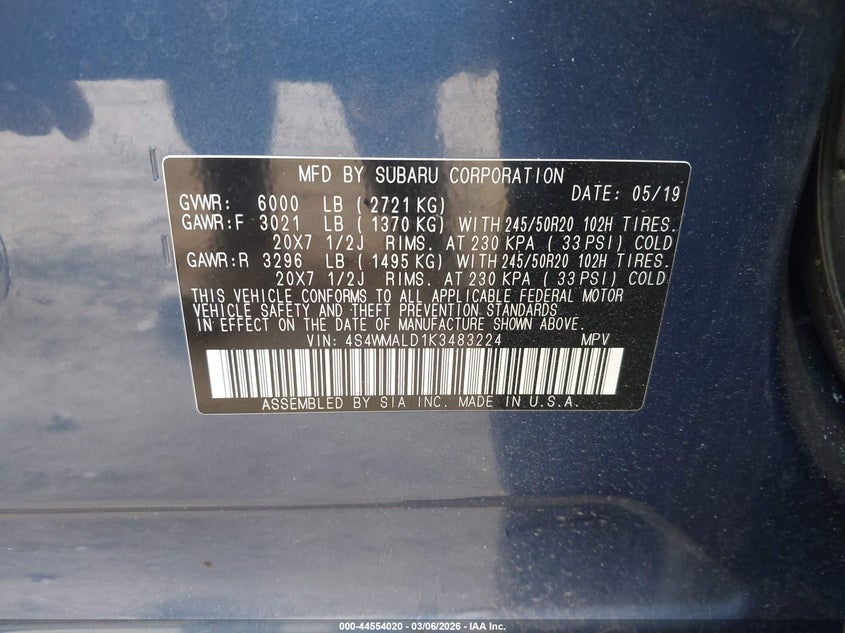 MFD BY SUBARU CORPORATION
DATE: 05/19
GVWR: 6000 LB ( 2721 KG)
GAWR:F 3021 LB ( 1370 KG) WITH 245/50R20 102H TIRES.
20X7 1/2J RIMS. AT 230 KPA ( 33 PSI) COLD
GAWR:R 3296 LB ( 1495 KG) WITH 245/50R20 102H TIRES.
20X7 1/2J RIMS. AT 230 KPA ( 33 PSI) COLD
THIS VEHICLE CONFORMS TO ALL APPLICABLE FEDERAL MOTOR
VEHICLE SAFETY AND THEFT PREVENTION STANDARDS
IN EFFECT ON THE DATE OF MANUFACTURE SHOWN ABOVE.
VIN: 4S4WMALD1K3483224 MPV
ASSEMBLED BY SIA INC. MADE IN U.S.A.
000-44554020 - 03/06/2026 - IAA Inc.